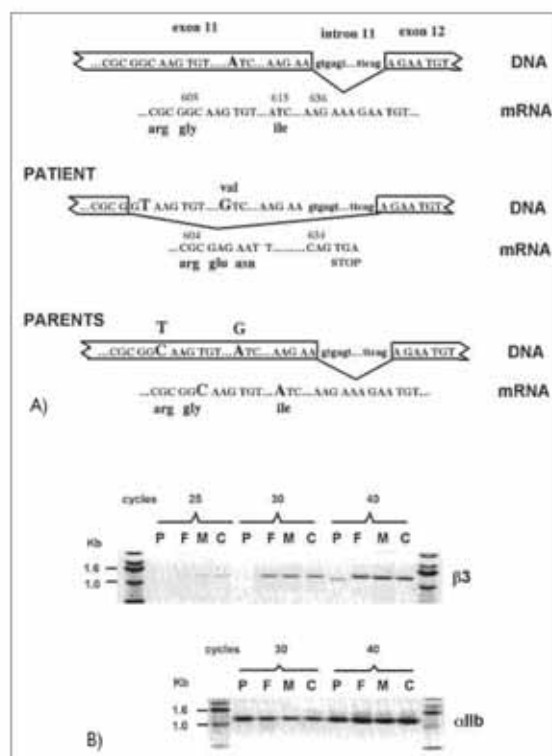 exon 11 intron 11 exon 12
...CGC GGC AAG TGT.....ATC...AAG AA gtgagt...ttcag A GAA TGT DNA
605 615 636
....CGC GGC AAG TGT....ATC...AAG AAA GAA TGT.... mRNA
arg gly ile
PATIENT
val
...CGC G GT AAG TGT....GTC...AAG AA gtgagt...ttcag A GAA TGT DNA
604 634
....CGC GAG AAT T..........CAG TGA mRNA
arg glu asn STOP
PARENTS
T G
...CGC GGC AAG TGT....ATC...AAG AA gtgagt... ttcag A GAA TGT DNA
...CGC GGC AAG TGT.....ATC...AAG AAA GAA TGT.... mRNA
A) arg gly ile
cycles 25 30 40
P F M C P F M C P F M C
Kb
1.6
1.0
β3
cycles 30 40
P F M C P F M C
Kb
1.6
1.0
αIIb
B)